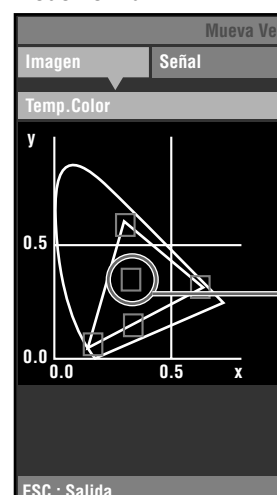 Mueva Ve
Imagen Señal
Temp.Color
y
0.5
0.0
0.0 0.5 x
ESC : Salida